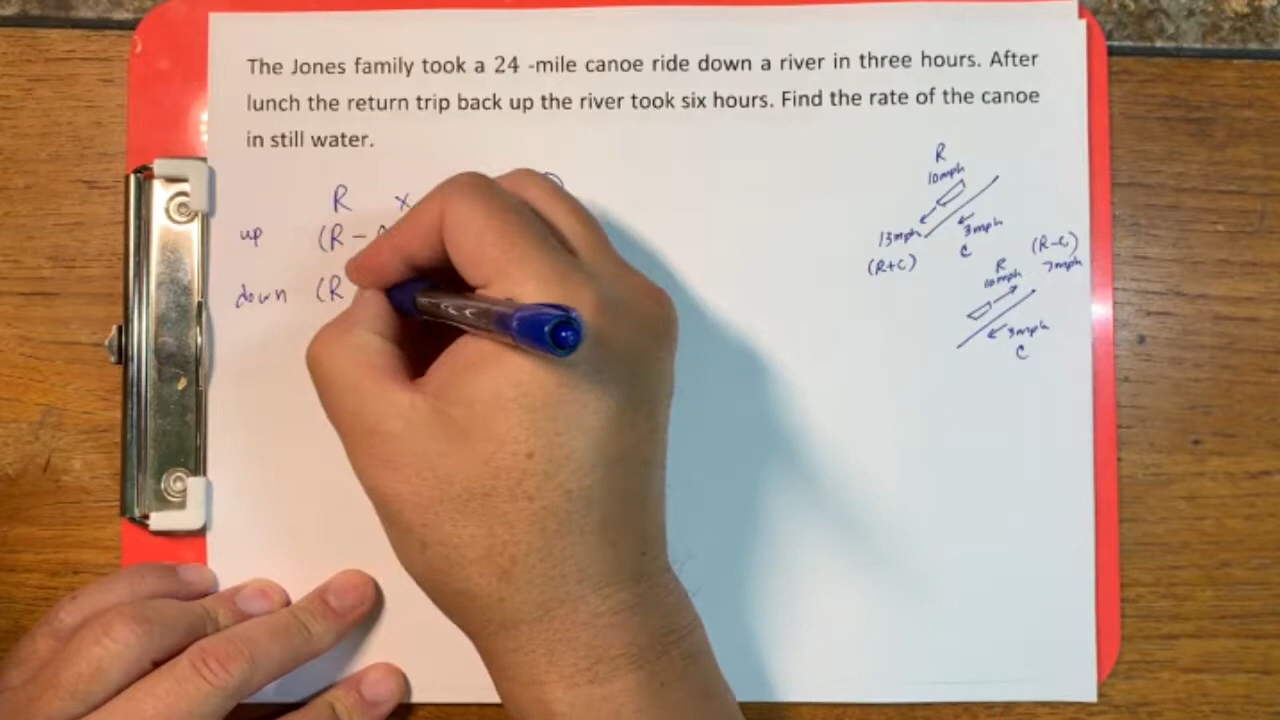 The Jones family took a 24 -mile canoe ride down a river in three hours. After
lunch the return trip back up the river took six hours. Find the rate of the canoe
in still water.
R x
up (R -
down (R
R
10mph
3mph
C
13mph
(R+C)
(R-C)
7mph
R
10mph
3mph
C